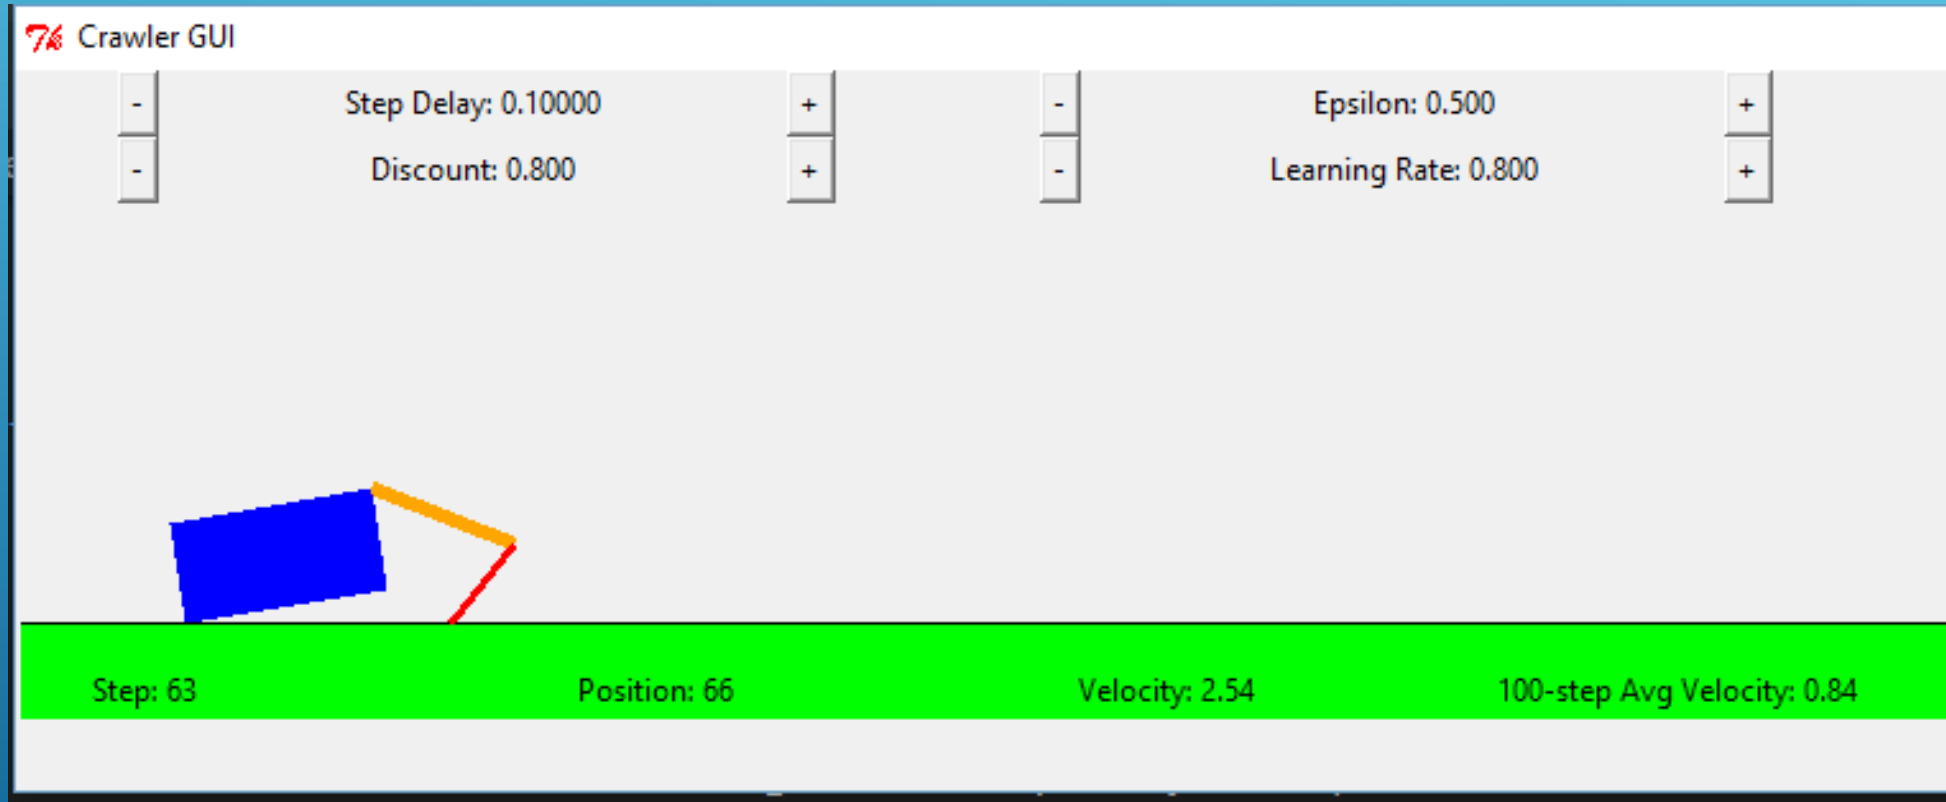 Crawler GUI
- Step Delay: 0.10000 + - Epsilon: 0.500 +
- Discount: 0.800 + - Learning Rate: 0.800 +
Step: 63 Position: 66 Velocity: 2.54 100-step Avg Velocity: 0.84